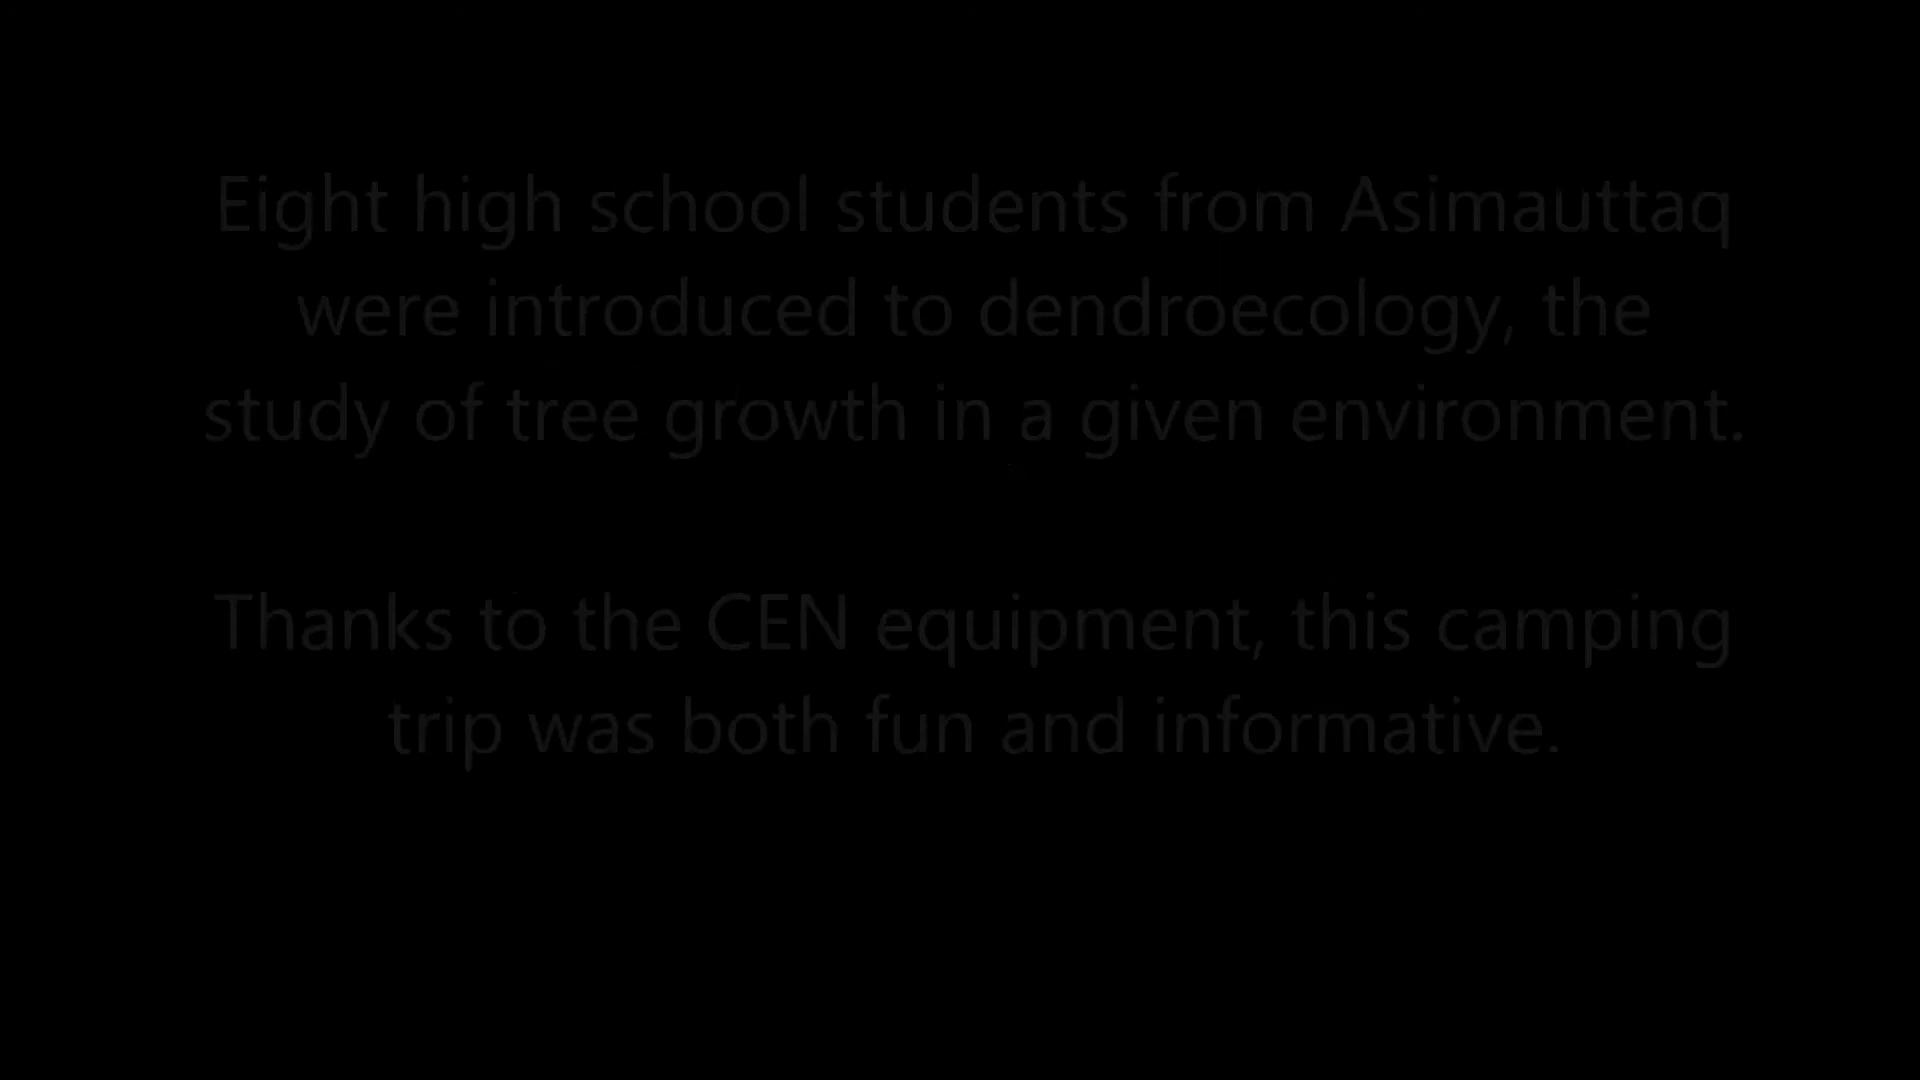 Eight high school students from Asimauttaq
were introduced to dendroecology, the
study of tree growth in a given environment.
Thanks to the CEN equipment, this camping
trip was both fun and informative.